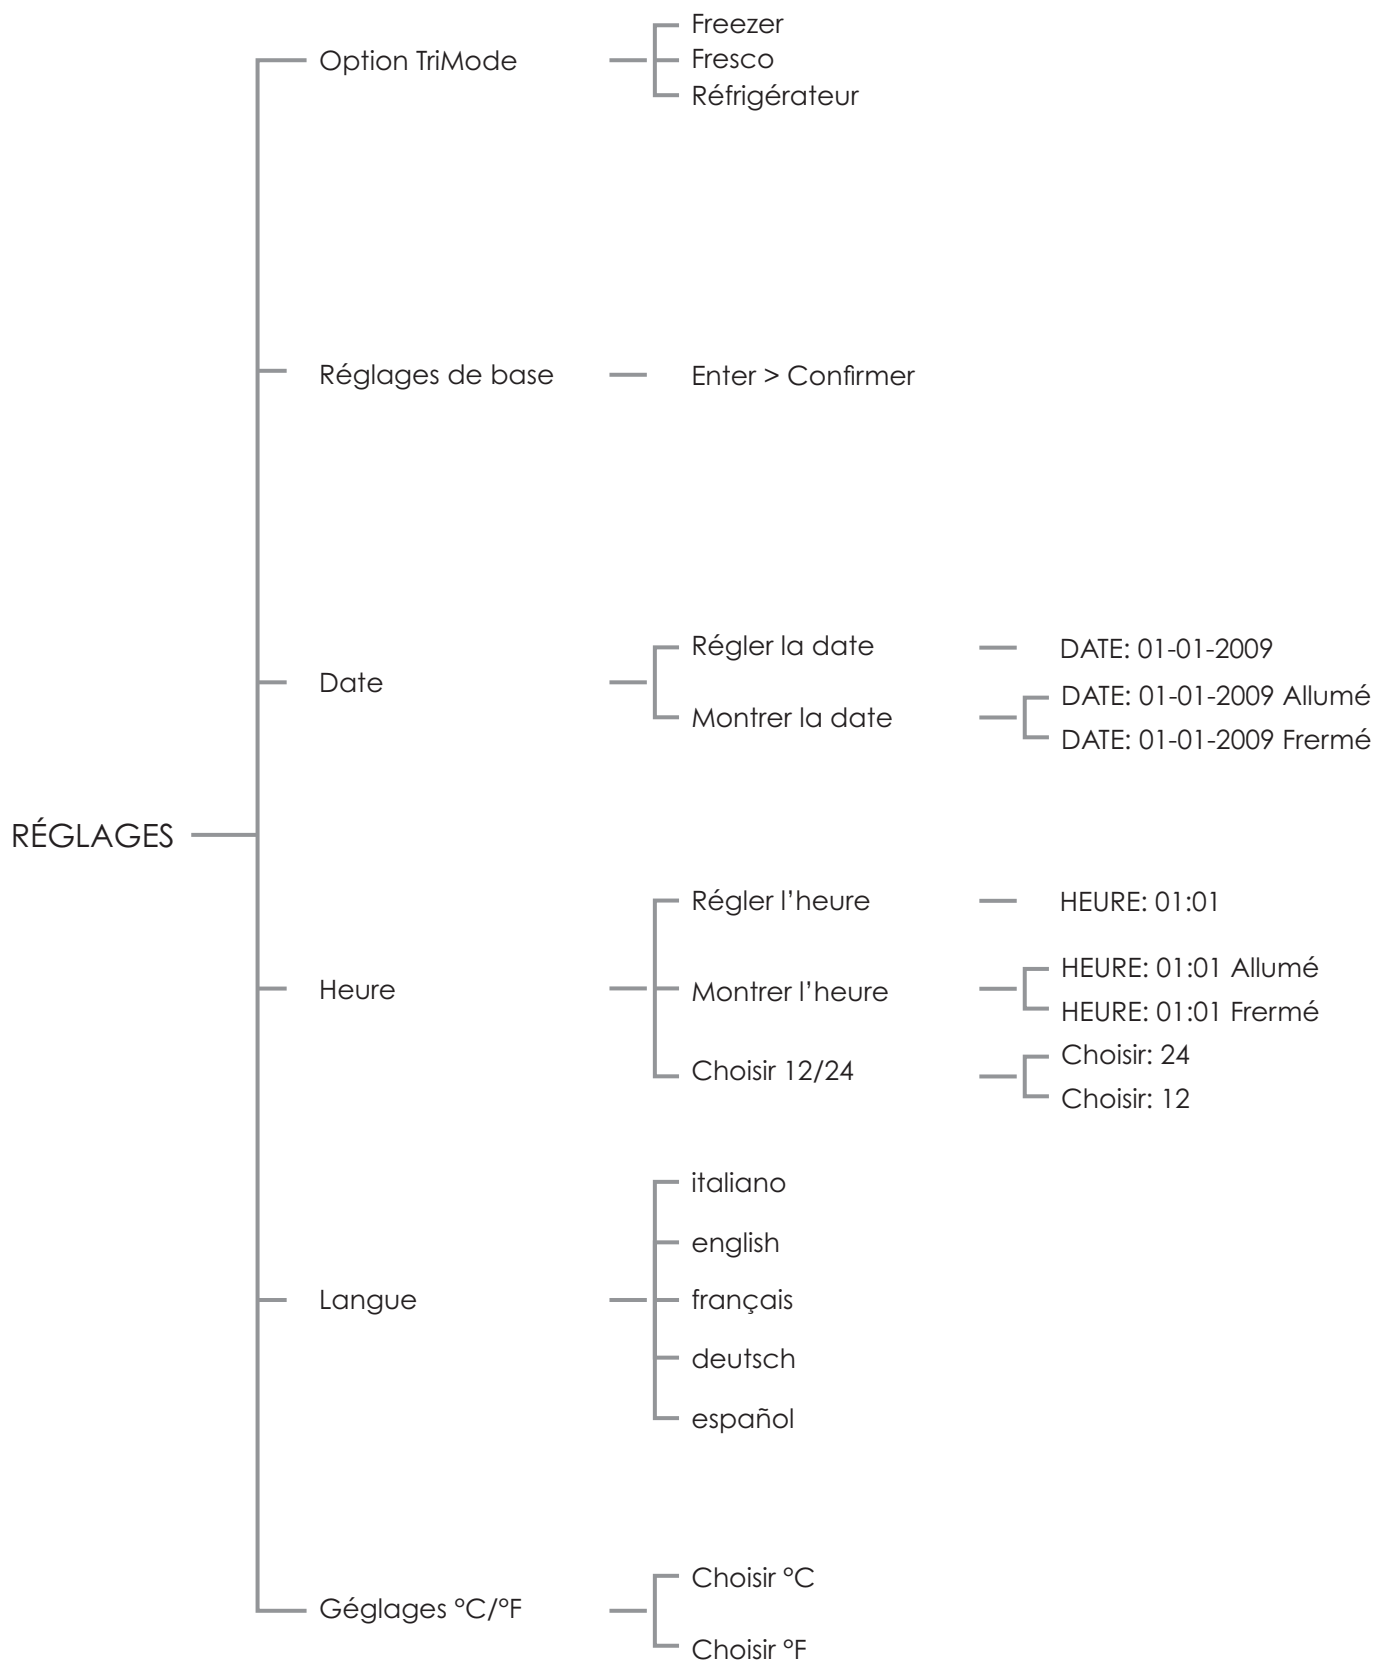 RÉGLAGES
Option TriMode
Freezer
Fresco
Réfrigérateur
Réglages de base
Enter > Confirmer
Date
Régler la date
DATE: 01-01-2009
Montrer la date
DATE: 01-01-2009 Allumé
DATE: 01-01-2009 Frermé
Heure
Régler l’heure
HEURE: 01:01
Montrer l’heure
HEURE: 01:01 Allumé
HEURE: 01:01 Frermé
Choisir 12/24
Choisir: 24
Choisir: 12
Langue
italiano
english
français
deutsch
español
Géglages °C/°F
Choisir °C
Choisir °F